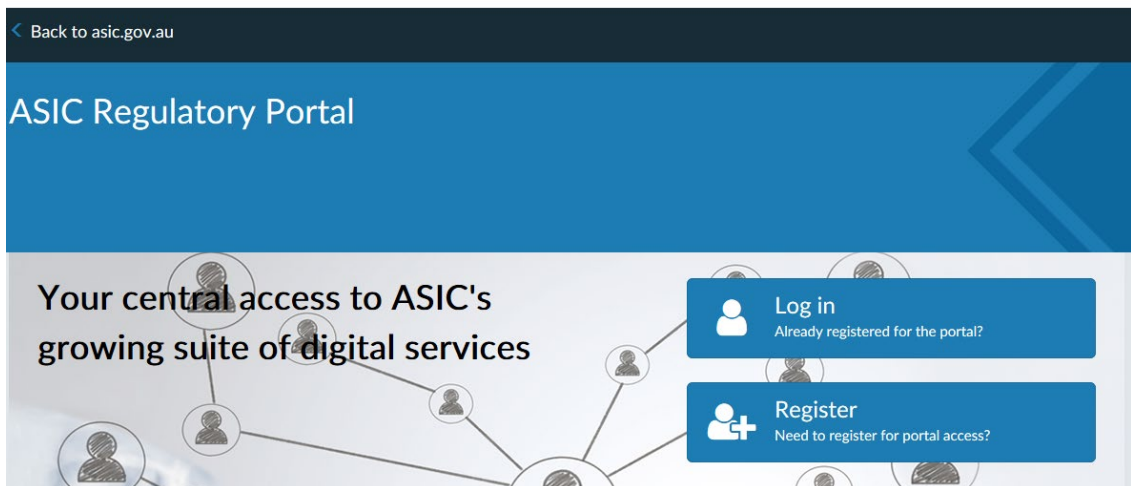 Back to asic.gov.au
ASIC Regulatory Portal
Your central access to ASIC's
growing suite of digital services
Log in
Already registered for the portal?
Register
Need to register for portal access?